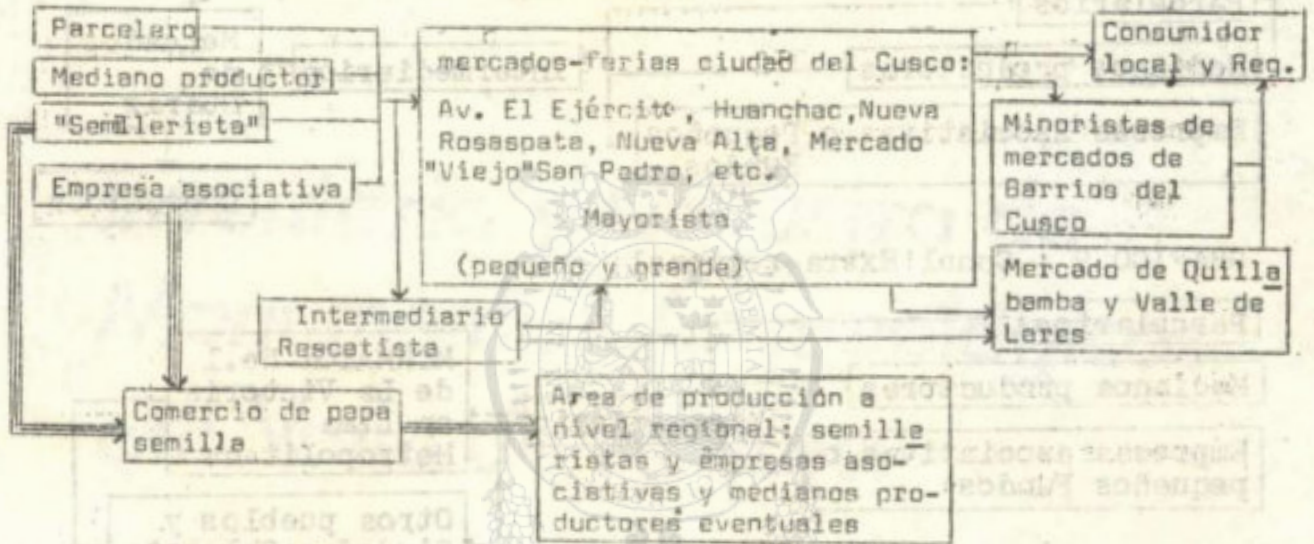 Parcelero
Mediano productor
"Semillerista"
Empresa asociativa
mercados-ferias ciudad del Cusco:
Av. El Ejército, Huanchac,Nueva
Rosaspata, Nueva Alta, Mercado
"Viejo"San Pedro, etc.
Mayorista
(pequeño y grande)
Consumidor
local y Reg.
Minoristas de
mercados de
Barrios del
Cusco
Mercado de Quilla
bamba y Valle de
Lares
Intermediario
Rescatista
Comercio de papa
semilla
Area de producción a
nivel regional: semille
ristas y empresas aso-
ciativas y medianos pro-
ductores eventuales